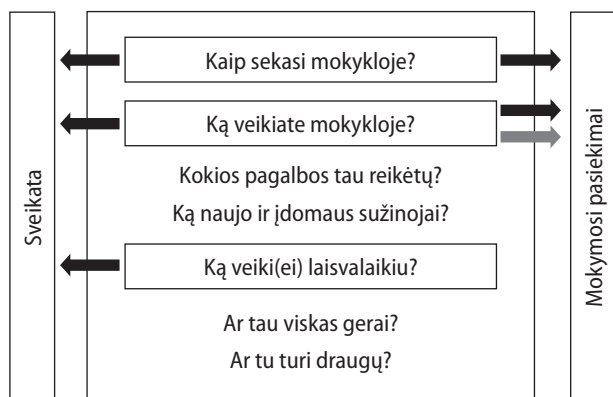 Sveikata
Kaip sekasi mokykloje?
Ką veikiate mokykloje?
Kokios pagalbos tau reikėtų?
Ką naujo ir įdomaus sužinojai?
Ką veiki(ei) laisvalaikiu?
Ar tau viskas gerai?
Ar tu turi draugų?
Mokymosi pasiekimai